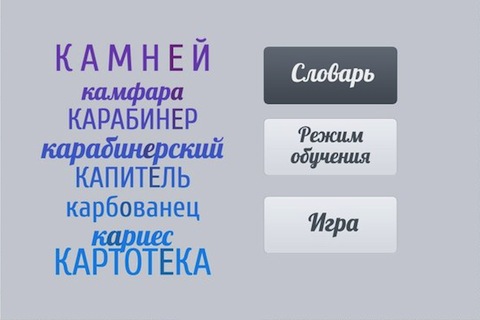 КАМНЕЙ
камфара
КАРАБИНЕР
карабинерский
КАПИТЕЛЬ
карбованец
кариес
КАРТОТЕКА
Словарь
Режим
обучения
Игра